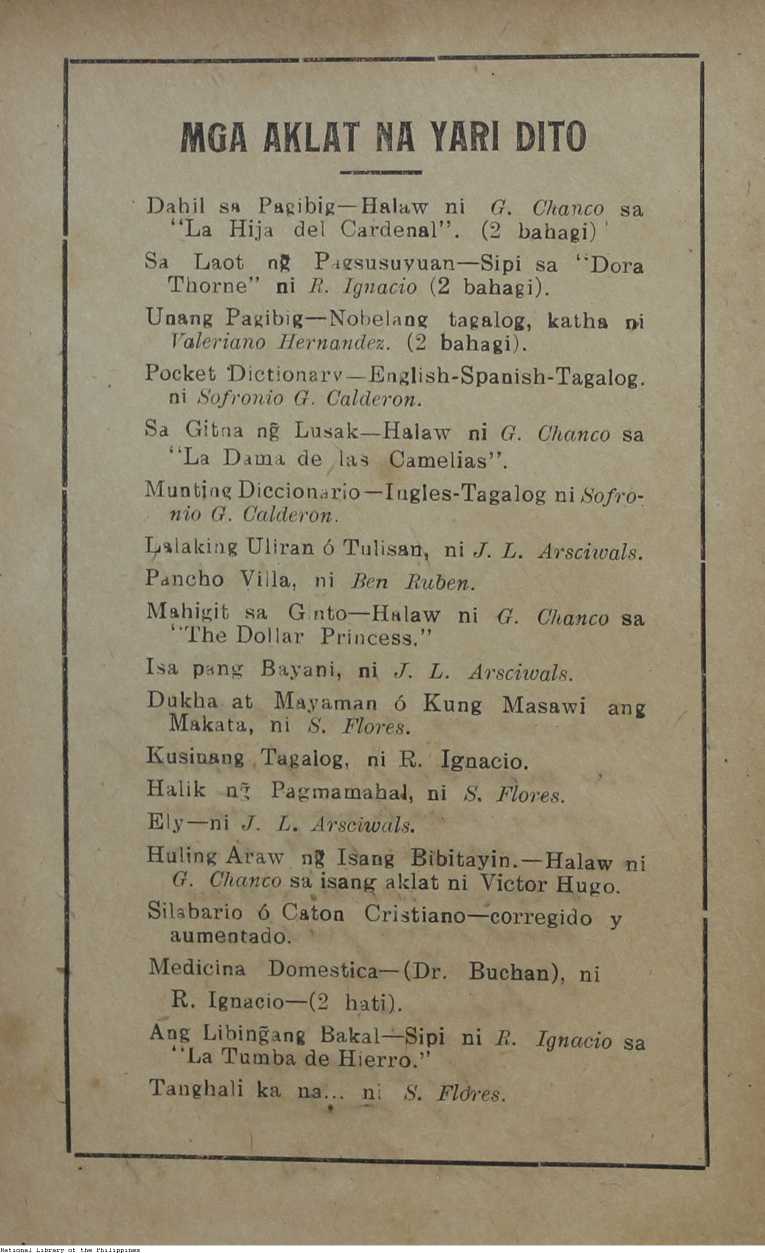 MGA AKLAT NA YARI DITO
Dahil sa Pagibig—Halaw ni G. Chanco sa
"La Hija del Cardenal". (2 bahagi)
Sa Laot ng̃ Pagsusuyuan—Sipi sa "Dora
Thorne" ni R. Ignacio (2 bahagi).
Unang Pagibig—Nobelang tagalog, katha ni
Valeriano Hernandez. (2 bahagi).
Pocket Dictionary—English-Spanish-Tagalog.
ni Sofronio G. Calderon.
Sa Gitna ng̃ Lusak—Halaw ni G. Chanco sa
"La Dama de las Camelias".
Munting Diccionario—Ingles-Tagalog ni Sofro-
nio G. Calderon.
Lalaking Uliran ó Tulisan, ni J. L. Arsciwals.
Pancho Villa, ni Ben Ruben.
Mahigit sa Ginto—Halaw ni G. Chanco sa
"The Dollar Princess."
Isa pang Bayani, ni J. L. Arsciwals.
Dukha at Mayaman ó Kung Masawi ang
Makata, ni S. Flores.
Kusinang Tagalog, ni R. Ignacio.
Halik ng̃ Pagmamahal, ni S. Flores.
Ely—ni J. L. Arsciwals.
Huling Araw ng̃ Isang Bibitayin.—Halaw ni
G. Chanco sa isang aklat ni Victor Hugo.
Silabario ó Caton Cristiano—corregido y
aumentado.
Medicina Domestica—(Dr. Buchan), ni
R. Ignacio—(2 hati).
Ang Libing̃ang Bakal—Sipi ni R. Ignacio sa
"La Tumba de Hierro."
Tanghali ka na... ni S. Flores.
National Library of the Philippines